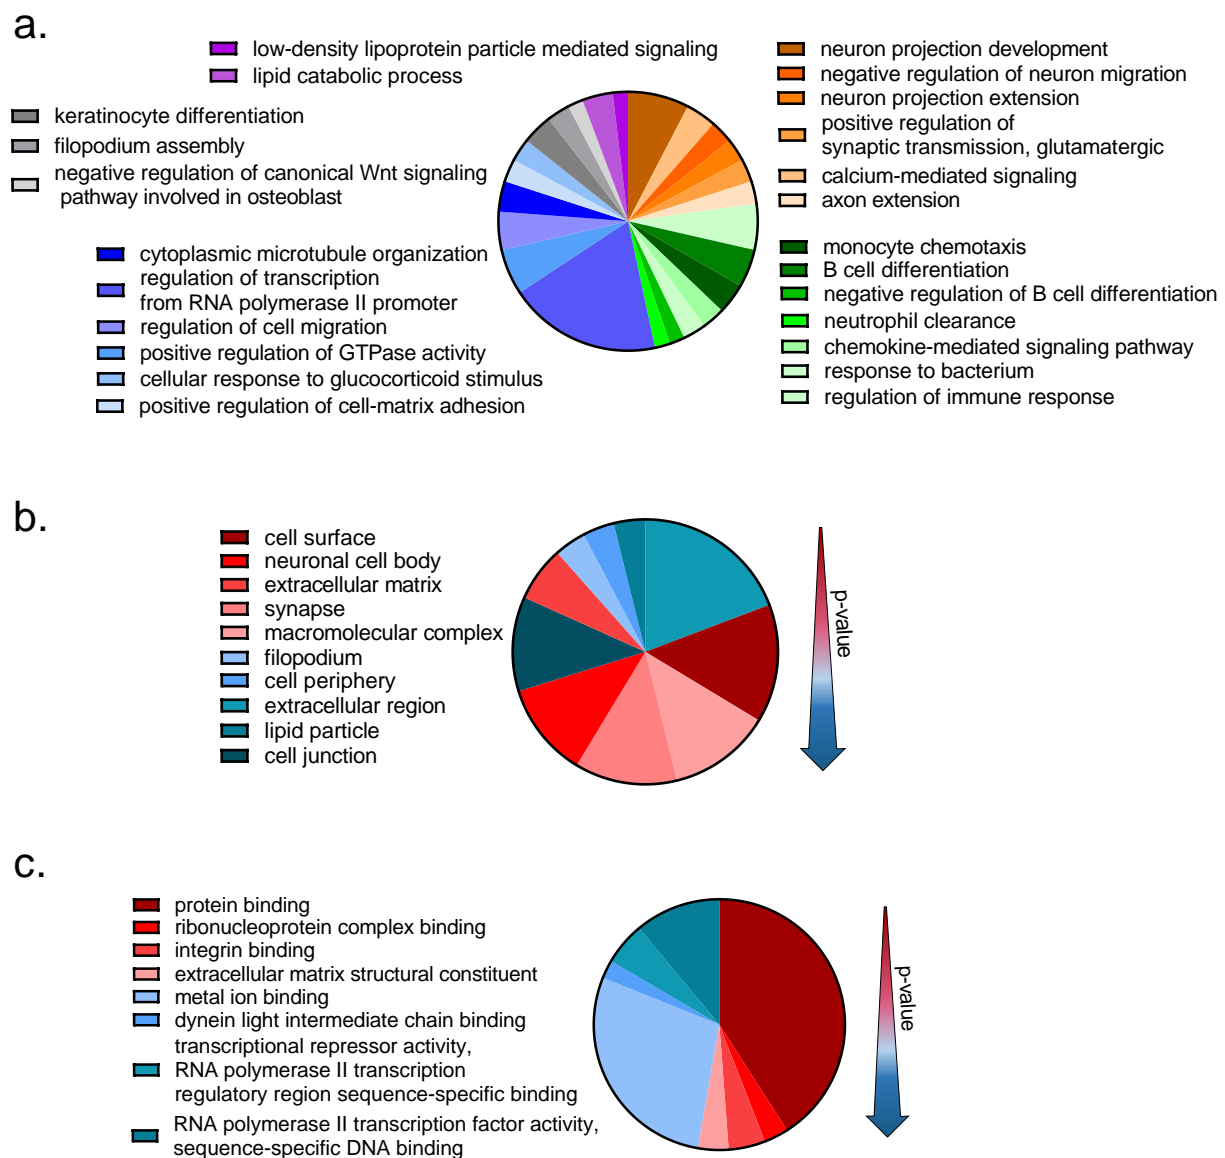 a.
low-density lipoprotein particle mediated signaling
lipid catabolic process
keratinocyte differentiation
filopodium assembly
negative regulation of canonical Wnt signaling
pathway involved in osteoblast
cytoplasmic microtubule organization
regulation of transcription
from RNA polymerase II promoter
regulation of cell migration
positive regulation of GTPase activity
cellular response to glucocorticoid stimulus
positive regulation of cell-matrix adhesion
neuron projection development
negative regulation of neuron migration
neuron projection extension
positive regulation of
synaptic transmission, glutamatergic
calcium-mediated signaling
axon extension
monocyte chemotaxis
B cell differentiation
negative regulation of B cell differentiation
neutrophil clearance
chemokine-mediated signaling pathway
response to bacterium
regulation of immune response
b.
cell surface
neuronal cell body
extracellular matrix
synapse
macromolecular complex
filopodium
cell periphery
extracellular region
lipid particle
cell junction
p-value
c.
protein binding
ribonucleoprotein complex binding
integrin binding
extracellular matrix structural constituent
metal ion binding
dynein light intermediate chain binding
transcriptional repressor activity,
RNA polymerase II transcription
regulatory region sequence-specific binding
RNA polymerase II transcription factor activity,
sequence-specific DNA binding
p-value